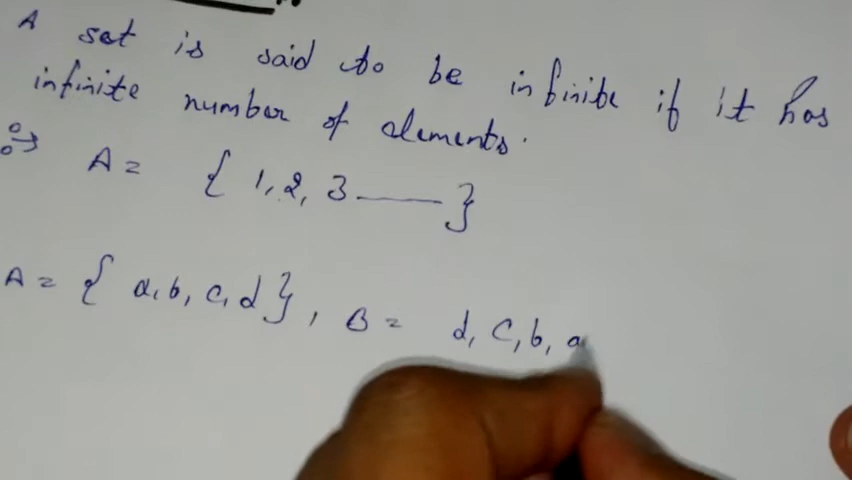 A set is said to be infinite if it has
infinite number of elements.
A = { 1, 2, 3 —— }
A = { a, b, c, d }, B = d, c, b, a